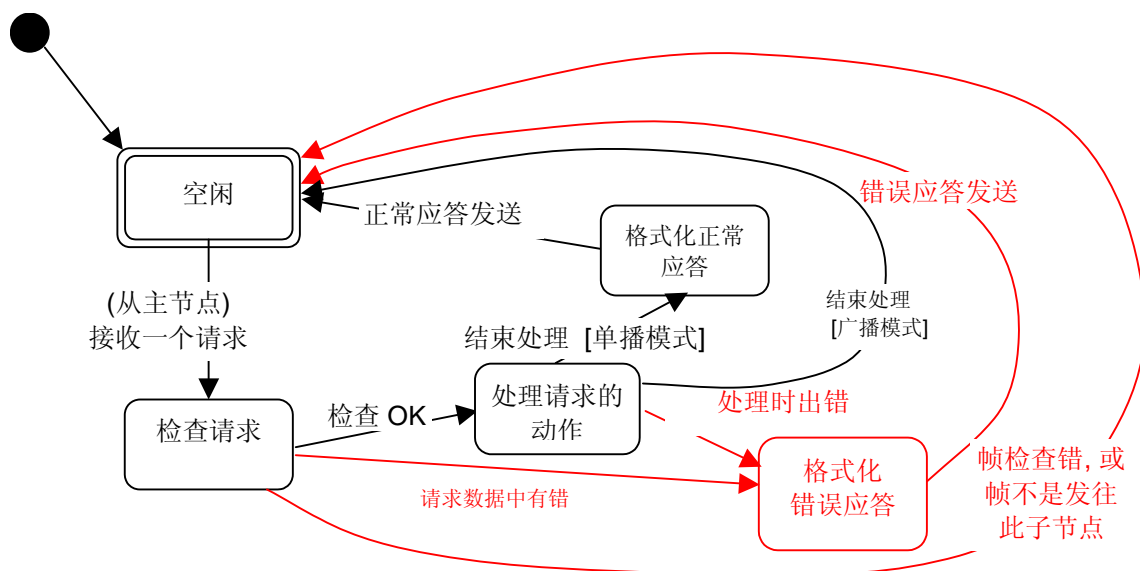 空闲
错误应答发送
正常应答发送
格式化正常
应答
(从主节点)
接收一个请求
结束处理
[广播模式]
结束处理 [单播模式]
处理请求的
动作
处理时出错
检查请求
检查 OK
请求数据中有错
格式化
错误应答
帧检查错, 或
帧不是发往
此子节点